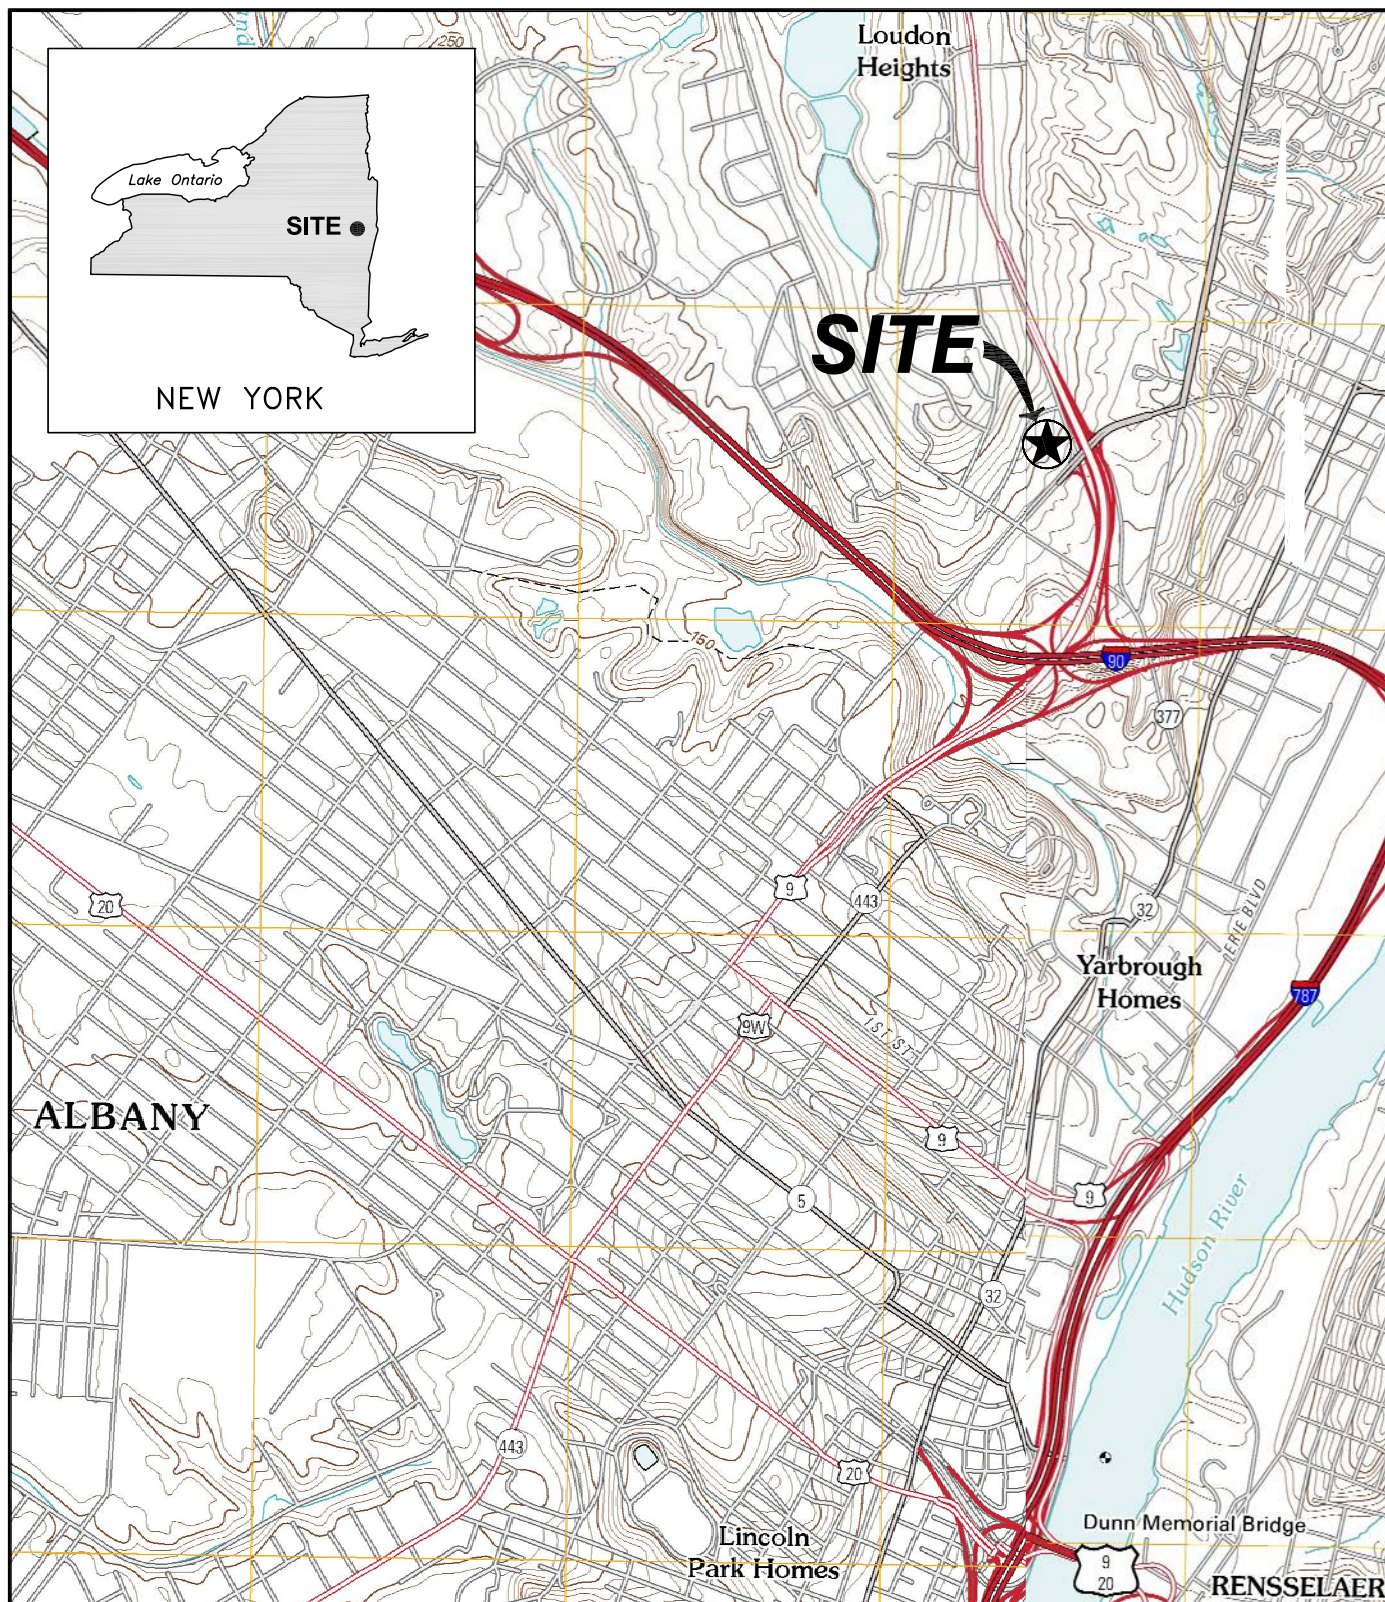 Loudon
Heights
250
Lake Ontario
SITE
NEW YORK
SITE
150
90
377
20
9
443
32
ERIE BLVD
Yarbrough
Homes
787
9W
1ST ST
ALBANY
9
9
5
Hudson River
32
443
20
Dunn Memorial Bridge
Lincoln
Park Homes
9
20
RENSSELAER